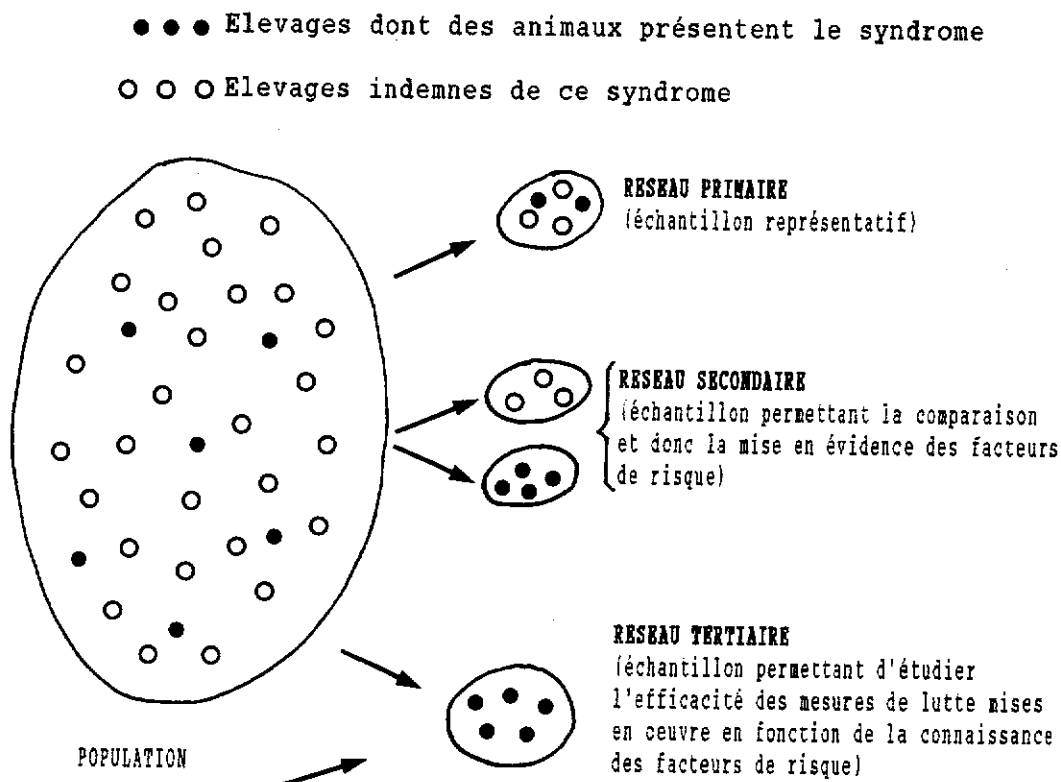 Elevages dont des animaux présentent le syndrome
Elevages indemnes de ce syndrome
RESEAU PRIMAIRE
(échantillon représentatif)
RESEAU SECONDAIRE
(échantillon permettant la comparaison
et donc la mise en évidence des facteurs
de risque)
RESEAU TERTIAIRE
(échantillon permettant d'étudier
l'efficacité des mesures de lutte mises
en oeuvre en fonction de la connaissance
des facteurs de risque)
POPULATION